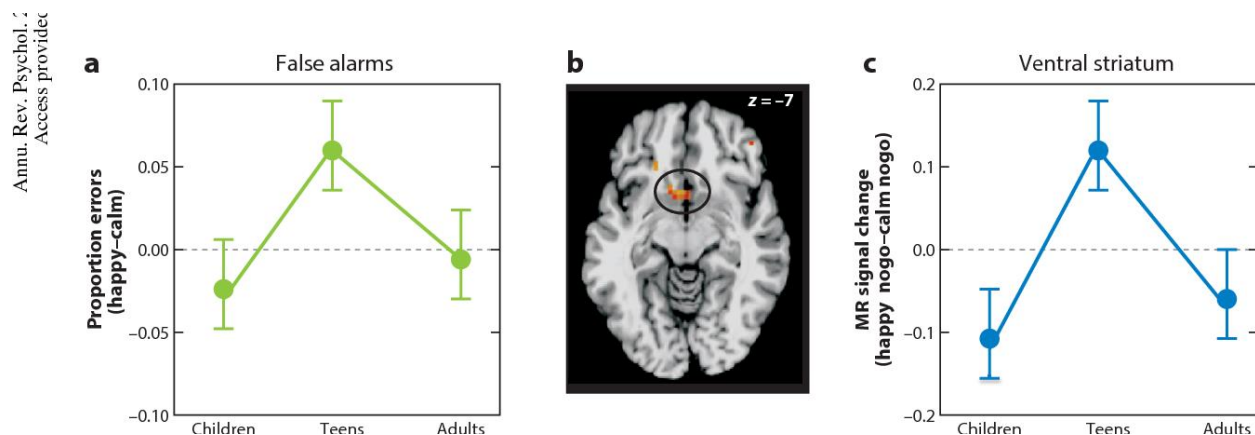 Annu. Rev. Psychol.
Access provided
a
False alarms
0.10
0.05
0.00
–0.05
–0.10
Proportion errors
(happy–calm)
Children
Teens
Adults
b
z = –7
c
Ventral striatum
0.2
0.1
0.0
–0.1
–0.2
MR signal change
(happy nogo–calm nogo)
Children
Teens
Adults